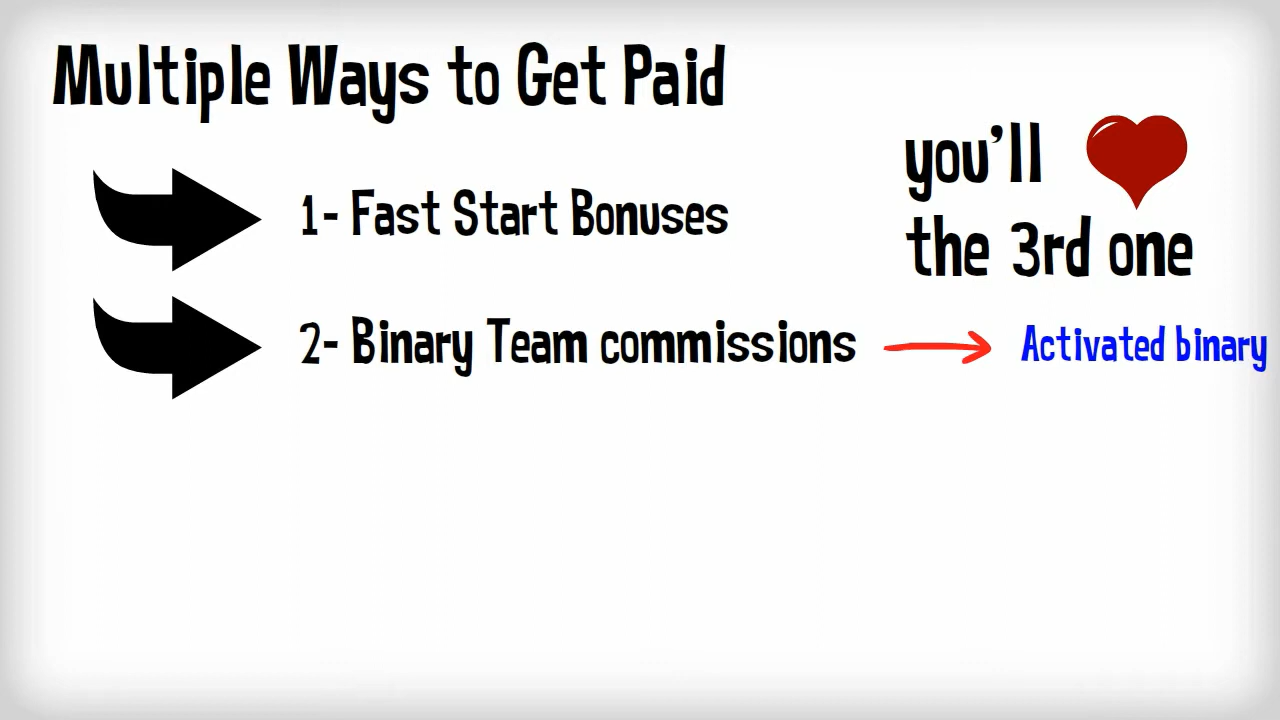 Multiple Ways to Get Paid
you'll
the 3rd one
1- Fast Start Bonuses
2- Binary Team commissions
Activated binary